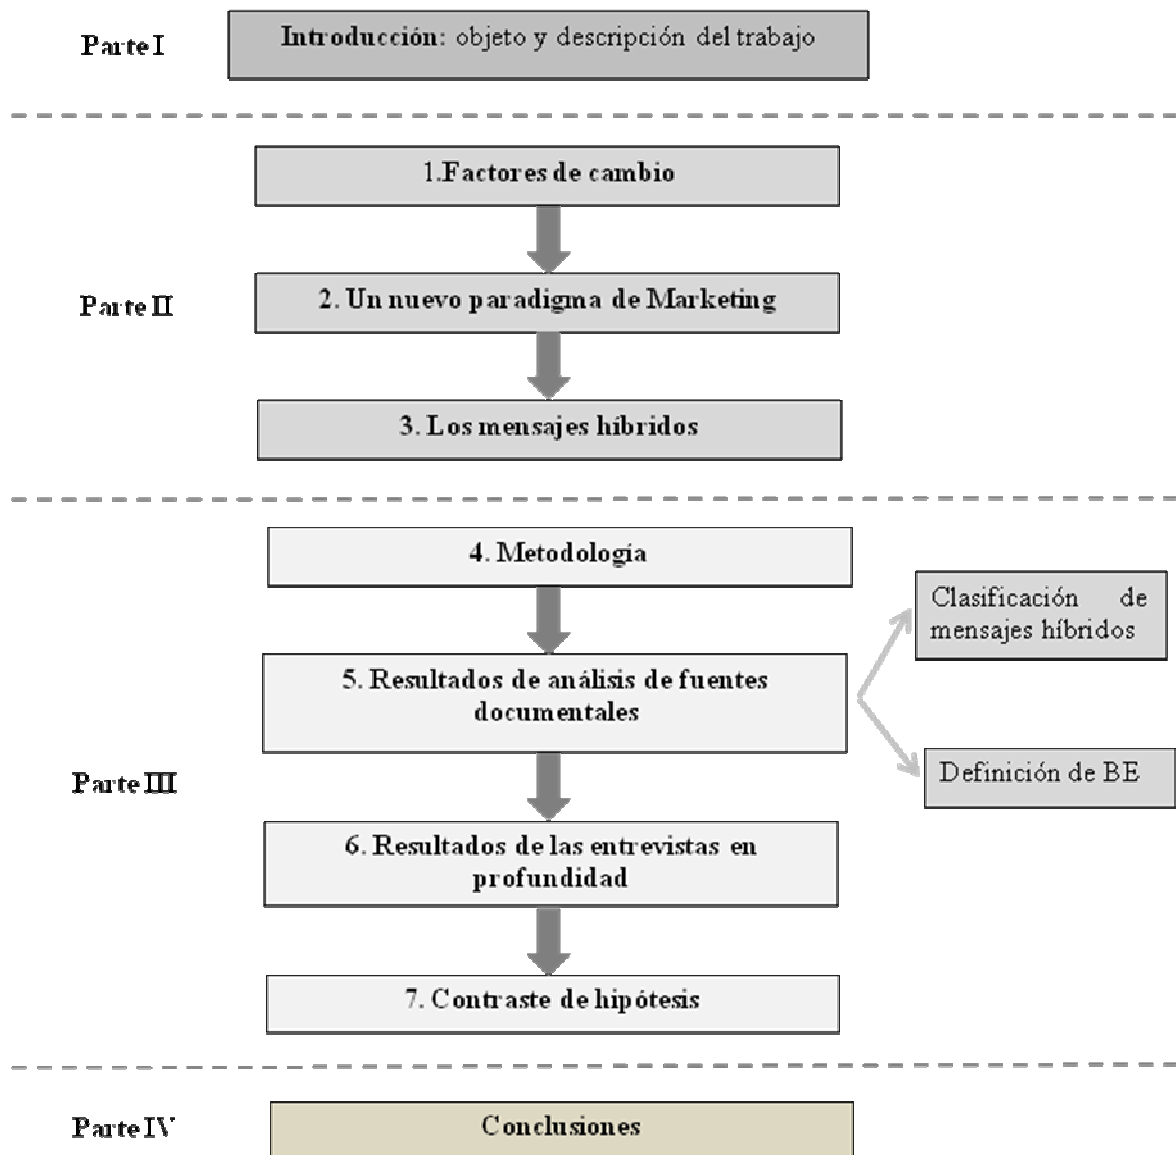 Parte I
Introducción: objeto y descripción del trabajo
1.Factores de cambio
Parte II
2. Un nuevo paradigma de Marketing
3. Los mensajes híbridos
4. Metodología
Clasificación de
mensajes híbridos
5. Resultados de análisis de fuentes
documentales
Definición de BE
Parte III
6. Resultados de las entrevistas en
profundidad
7. Contraste de hipótesis
Parte IV
Conclusiones